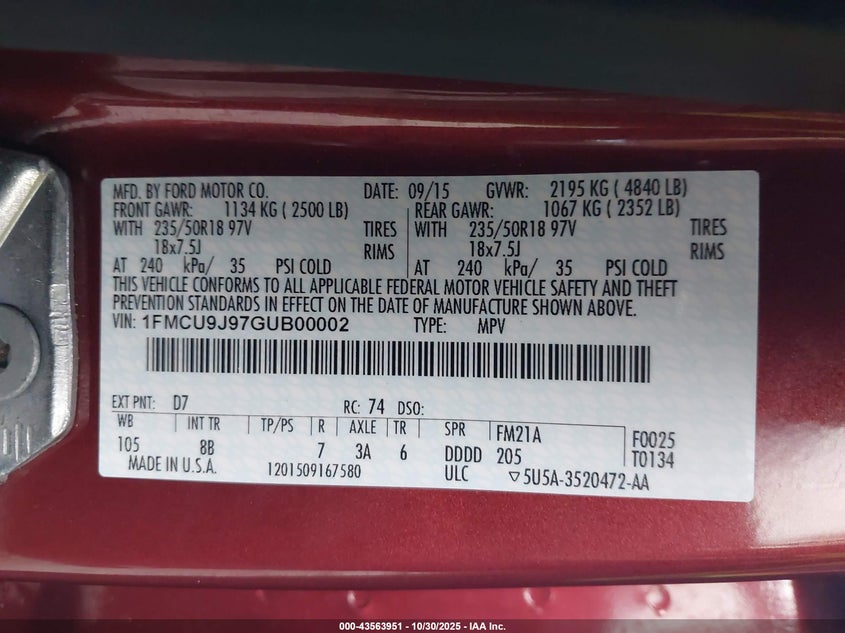 MFD. BY FORD MOTOR CO. DATE: 09/15 GVWR: 2195 KG ( 4840 LB)
FRONT GAWR: 1134 KG ( 2500 LB) REAR GAWR: 1067 KG ( 2352 LB)
WITH 235/50R18 97V TIRES WITH 235/50R18 97V TIRES
18x7.5J RIMS 18x7.5J RIMS
AT 240 kPa/ 35 PSI COLD AT 240 kPa/ 35 PSI COLD
THIS VEHICLE CONFORMS TO ALL APPLICABLE FEDERAL MOTOR VEHICLE SAFETY AND THEFT
PREVENTION STANDARDS IN EFFECT ON THE DATE OF MANUFACTURE SHOWN ABOVE.
VIN: 1FMCU9J97GUB00002 TYPE: MPV
EXT PNT: D7 RC: 74 DSO:
WB INT TR TP/PS R AXLE TR SPR FM21A F0025
105 8B 7 3A 6 DDDD 205 T0134
MADE IN U.S.A. 1201509167580 ULC ▽5U5A-3520472-AA
000-43563951 | 10/30/2025 - IAA Inc.